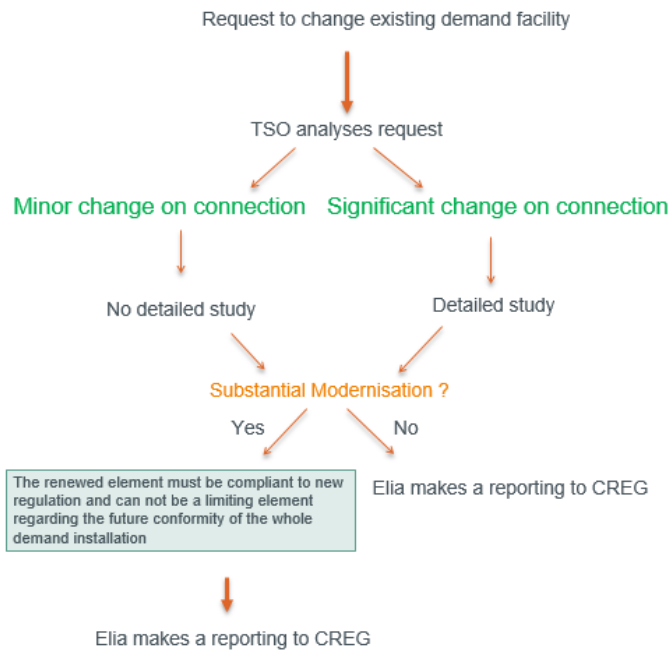 Request to change existing demand facility
TSO analyses request
Minor change on connection
Significant change on connection
No detailed study
Detailed study
Substantial Modernisation ?
Yes
No
The renewed element must be compliant to new
regulation and can not be a limiting element
regarding the future conformity of the whole
demand installation
Elia makes a reporting to CREG
Elia makes a reporting to CREG